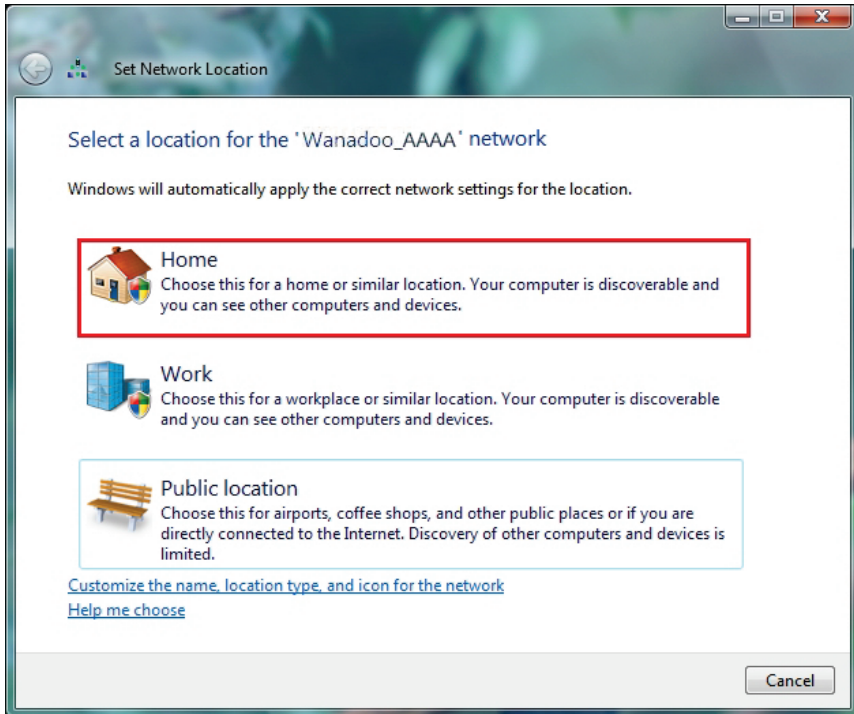 Set Network Location
Select a location for the 'Wanadoo_AAAA' network
Windows will automatically apply the correct network settings for the location.
Home
Choose this for a home or similar location. Your computer is discoverable and
you can see other computers and devices.
Work
Choose this for a workplace or similar location. Your computer is discoverable
and you can see other computers and devices.
Public location
Choose this for airports, coffee shops, and other public places or if you are
directly connected to the Internet. Discovery of other computers and devices is
limited.
Customize the name, location type, and icon for the network
Help me choose
Cancel